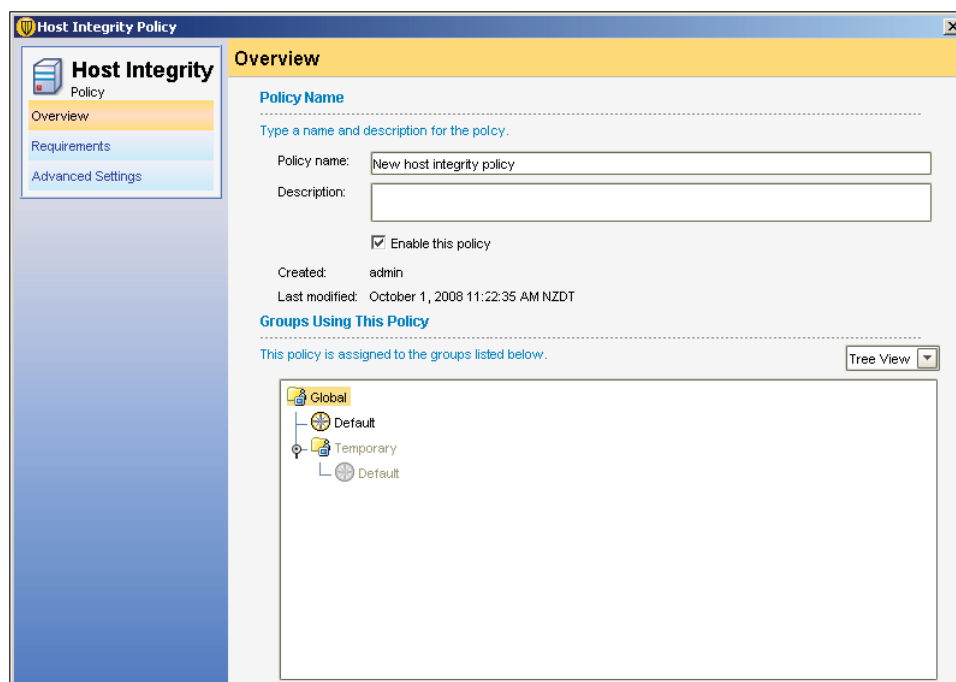 Host Integrity Policy
Host Integrity
Policy
Overview
Requirements
Advanced Settings
Overview
Policy Name
Type a name and description for the policy.
Policy name: New host integrity policy
Description:
Enable this policy
Created: admin
Last modified: October 1, 2008 11:22:35 AM NZDT
Groups Using This Policy
This policy is assigned to the groups listed below.
Tree View
Global
Default
Temporary
Default